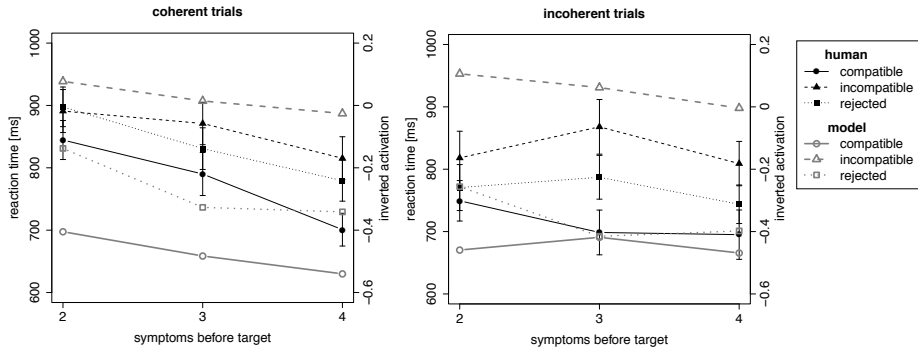 coherent trials
reaction time [ms]
1000
900
800
700
600
0.2
0
−0.2
−0.4
−0.6
inverted activation
2
3
4
symptoms before target
incoherent trials
reaction time [ms]
1000
900
800
700
600
0.2
0
−0.2
−0.4
−0.6
inverted activation
2
3
4
symptoms before target
human
compatible
incompatible
rejected
model
compatible
incompatible
rejected